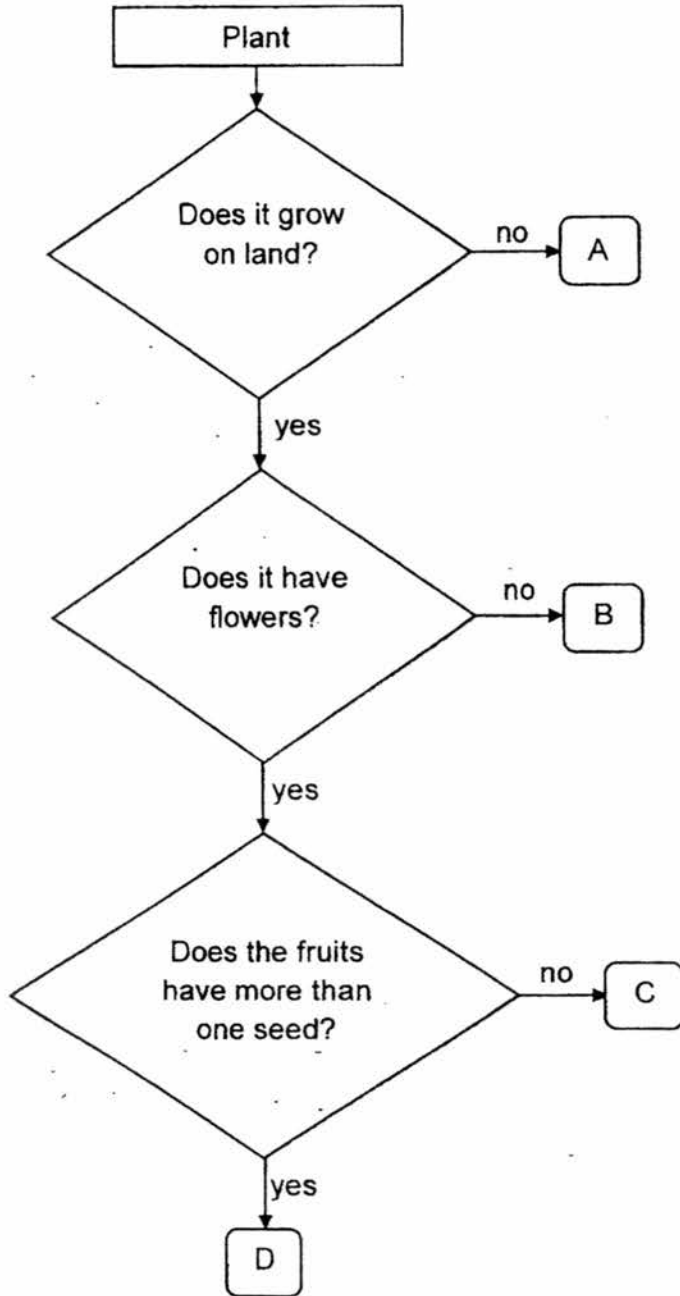 Plant
Does it grow
on land?
no
A
yes
Does it have
flowers?
no
B
yes
Does the fruits
have more than
one seed?
no
C
yes
D